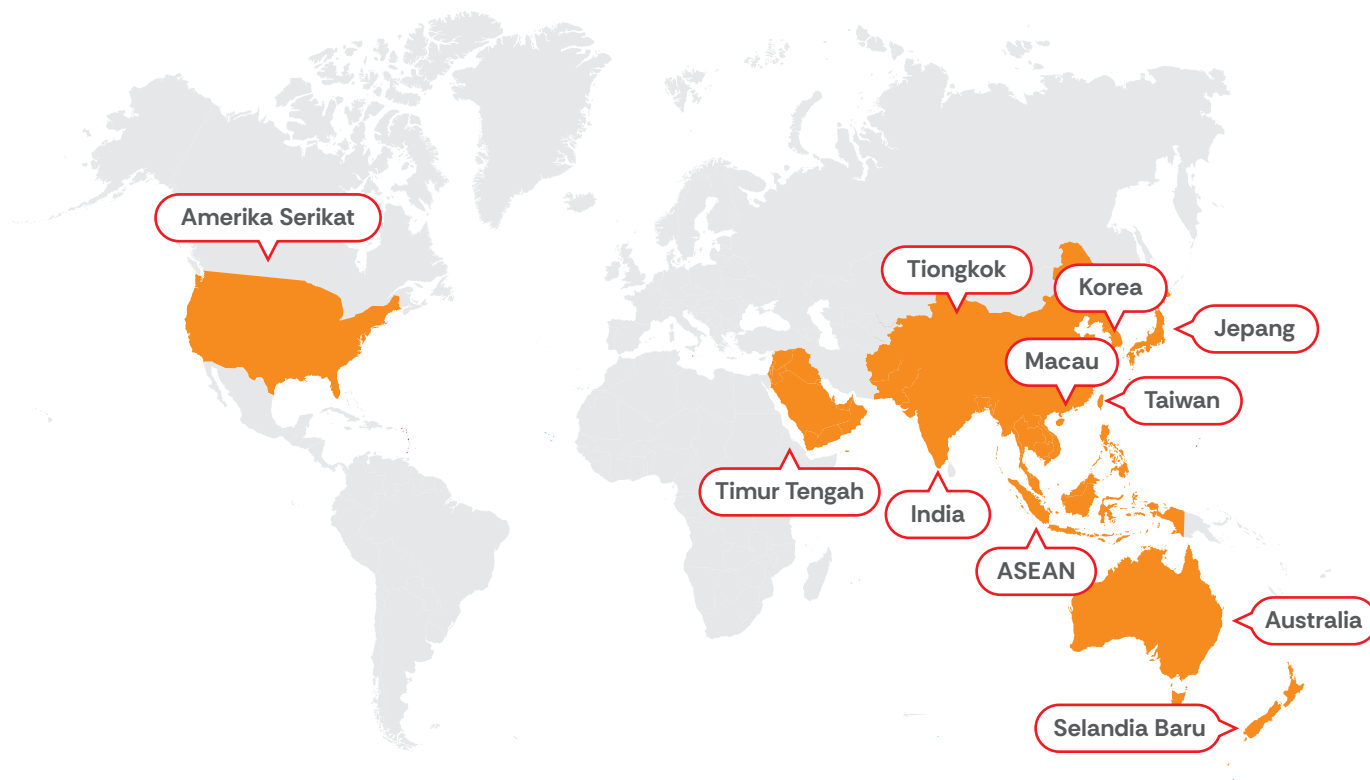 Amerika Serikat
Tiongkok
Korea
Jepang
Macau
Taiwan
Timur Tengah
India
ASEAN
Australia
Selandia Baru